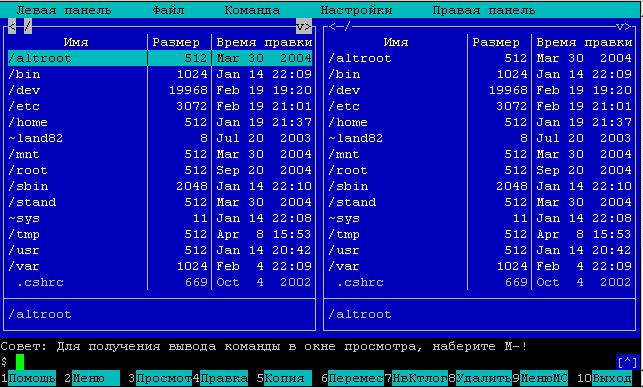 Левая панель Файл Команда Настройки Правая панель
< / v> <-/ v>
Имя Размер Время правки Имя Размер Время правки
/altroot 512 Mar 30 2004 /altroot 512 Mar 30 2004
/bin 1024 Jan 14 22:09 /bin 1024 Jan 14 22:09
/dev 19968 Feb 19 19:20 /dev 19968 Feb 19 19:20
/etc 3072 Feb 19 21:01 /etc 3072 Feb 19 21:01
/home 512 Jan 19 21:37 /home 512 Jan 19 21:37
~land82 8 Jul 20 2003 ~land82 8 Jul 20 2003
/mnt 512 Mar 30 2004 /mnt 512 Mar 30 2004
/root 512 Sep 20 2004 /root 512 Sep 20 2004
/sbin 2048 Jan 14 22:10 /sbin 2048 Jan 14 22:10
/stand 512 Mar 30 2004 /stand 512 Mar 30 2004
~sys 11 Jan 14 22:08 ~sys 11 Jan 14 22:08
/tmp 512 Apr 8 15:53 /tmp 512 Apr 8 15:53
/usr 512 Jan 14 20:42 /usr 512 Jan 14 20:42
/var 1024 Feb 4 22:09 /var 1024 Feb 4 22:09
.cshrc 669 Oct 4 2002 .cshrc 669 Oct 4 2002
/altroot /altroot
Совет: Для получения вывода команды в окне просмотра, наберите M-!
$ [^]
1Помощь 2Меню 3Просмот4Правка 5Копия 6Перемес7НвКтлог8Удалить9МенюMC 10Выход